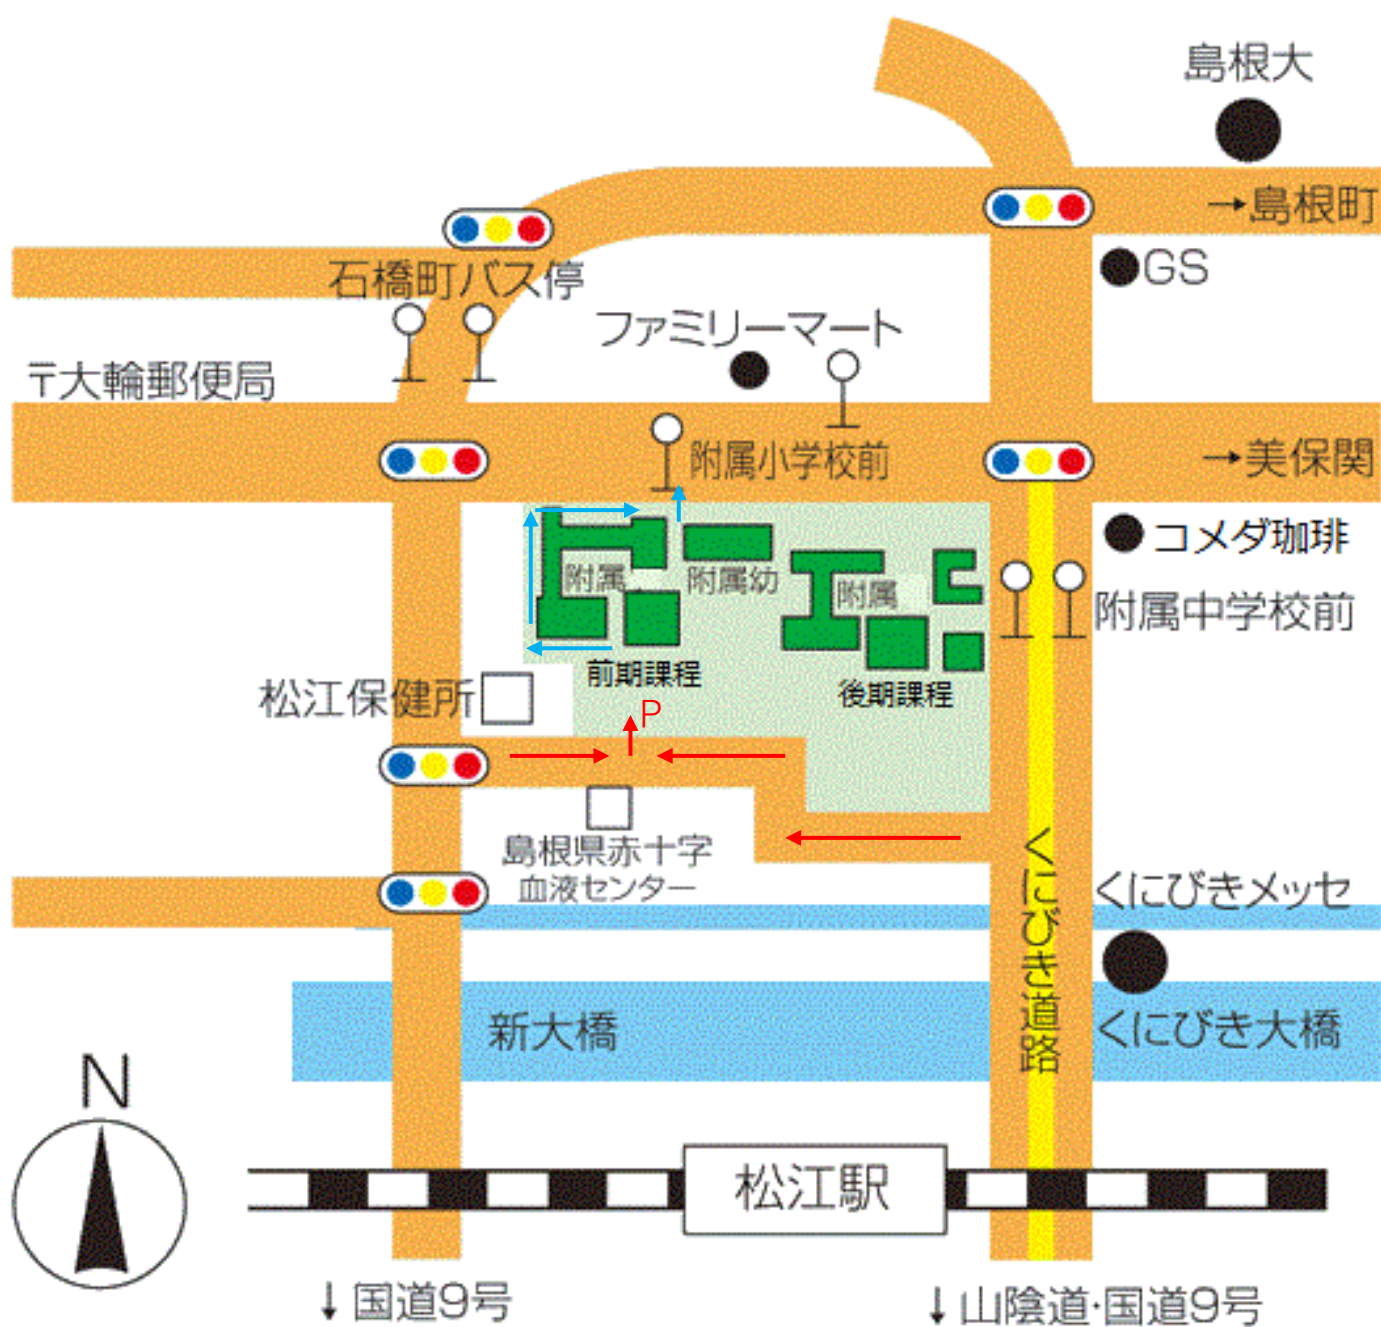 島根大
→島根町
GS
石橋町バス停
ファミリーマート
〒大輪郵便局
附属小学校前
→美保関
コメダ珈琲
附属
附属幼
附属
附属中学校前
前期課程
後期課程
松江保健所
P
島根県赤十字
血液センター
くにびき道路
くにびきメッセ
新大橋
くにびき大橋
N
松江駅
↓国道9号
↓山陰道・国道9号